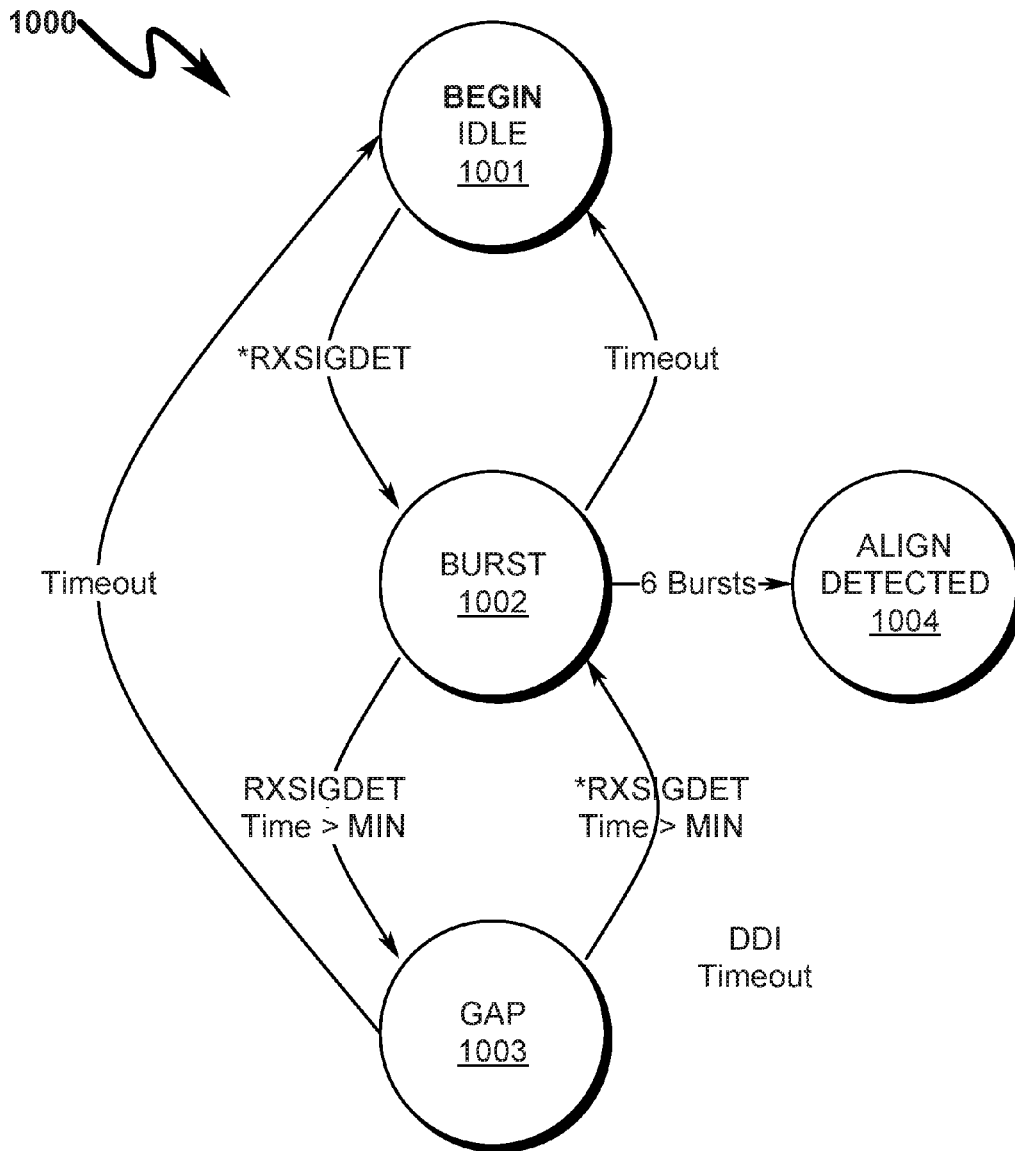 1000
BEGIN
IDLE
1001
*RXSIGDET
Timeout
Timeout
BURST
1002
6 Bursts
ALIGN
DETECTED
1004
RXSIGDET
Time > MIN
*RXSIGDET
Time > MIN
DDI
Timeout
GAP
1003